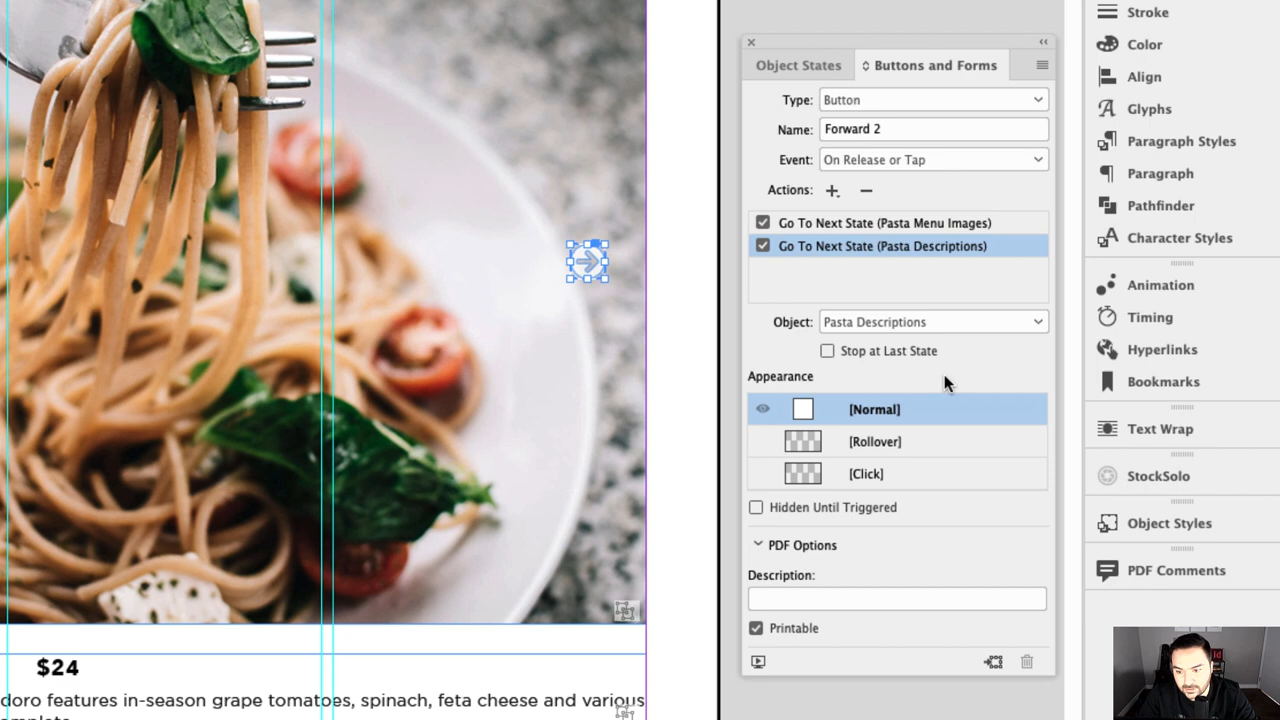 Stroke
Color
Align
Glyphs
Paragraph Styles
Paragraph
Pathfinder
Character Styles
Animation
Timing
Hyperlinks
Bookmarks
Text Wrap
StockSolo
Object Styles
PDF Comments
Object States
Buttons and Forms
Type: Button
Name: Forward 2
Event: On Release or Tap
Actions:
Go To Next State (Pasta Menu Images)
Go To Next State (Pasta Descriptions)
Object: Pasta Descriptions
Stop at Last State
Appearance
[Normal]
[Rollover]
[Click]
Hidden Until Triggered
PDF Options
Description:
Printable
$24
doro features in-season grape tomatoes, spinach, feta cheese and various